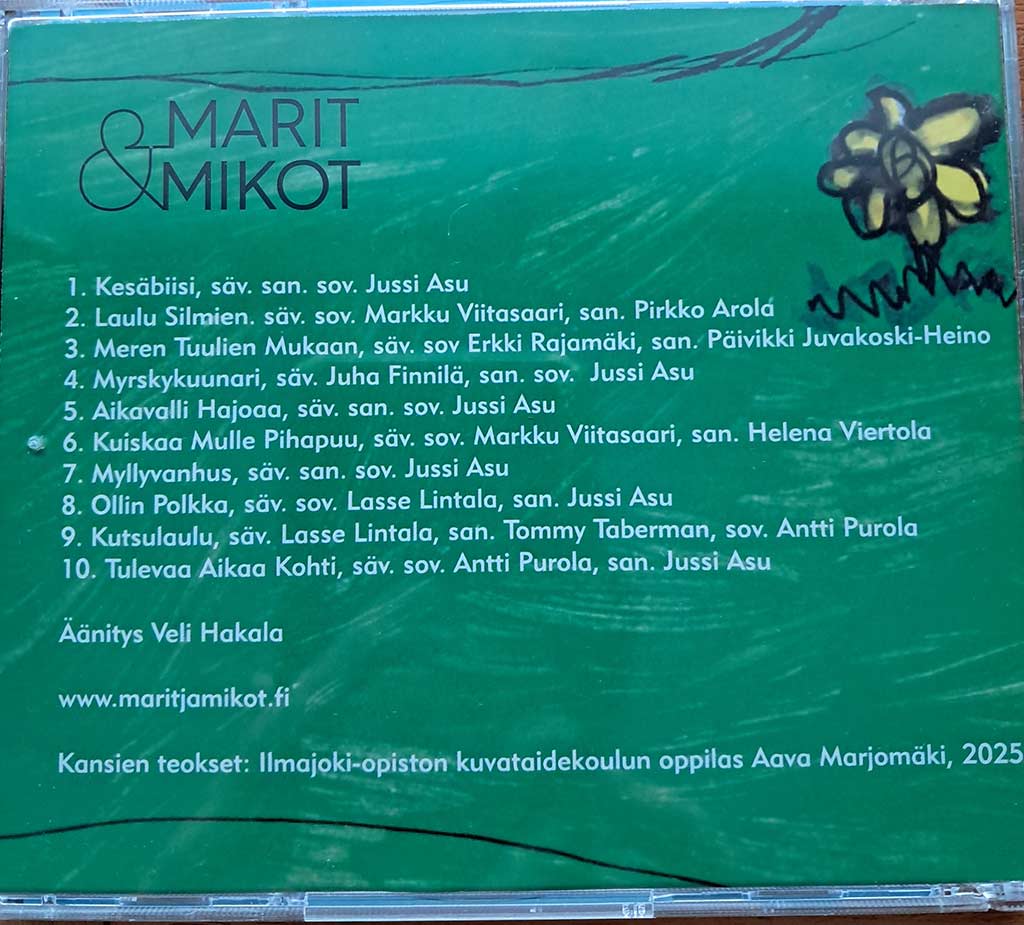 & MARIT
MIKOT
1. Kesäbiisi, säv. san. sov. Jussi Asu
2. Laulu Silmien. säv. sov. Markku Viitasaari, san. Pirkko Arola
3. Meren Tuulien Mukaan, säv. sov Erkki Rajamäki, san. Päivikki Juvakoski-Heino
4. Myrskykuunari, säv. Juha Finnilä, san. sov. Jussi Asu
5. Aikavalli Hajoaa, säv. san. sov. Jussi Asu
6. Kuiskaa Mulle Pihapuu, säv. sov. Markku Viitasaari, san. Helena Viertola
7. Myllyvanhus, säv. san. sov. Jussi Asu
8. Ollin Polkka, säv. sov. Lasse Lintala, san. Jussi Asu
9. Kutsulaulu, säv. Lasse Lintala, san. Tommy Taberman, sov. Antti Purola
10. Tulevaa Aikaa Kohti, säv. sov. Antti Purola, san. Jussi Asu
Äänitys Veli Hakala
www.maritjamikot.fi
Kansien teokset: Ilmajoki-opiston kuvataidekoulun oppilas Aava Marjomäki, 2025